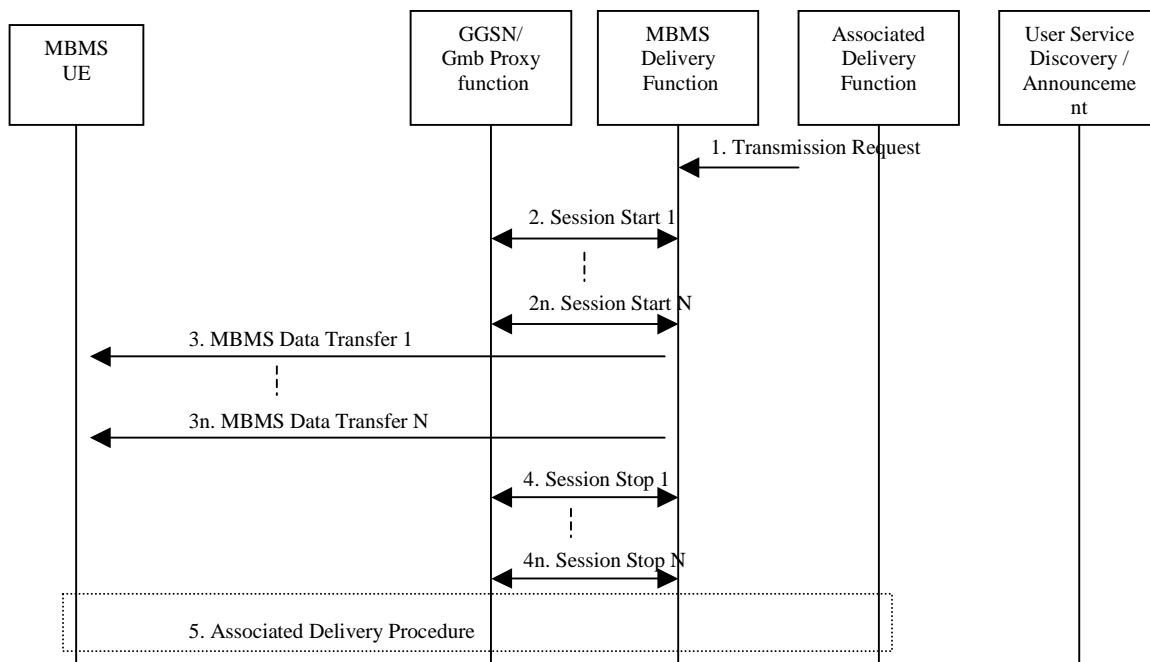 MBMS
UE
GGSN/
Gmb Proxy
function
MBMS
Delivery
Function
Associated
Delivery
Function
User Service
Discovery /
Announceme
nt
1. Transmission Request
2. Session Start 1
2n. Session Start N
3. MBMS Data Transfer 1
3n. MBMS Data Transfer N
4. Session Stop 1
4n. Session Stop N
5. Associated Delivery Procedure